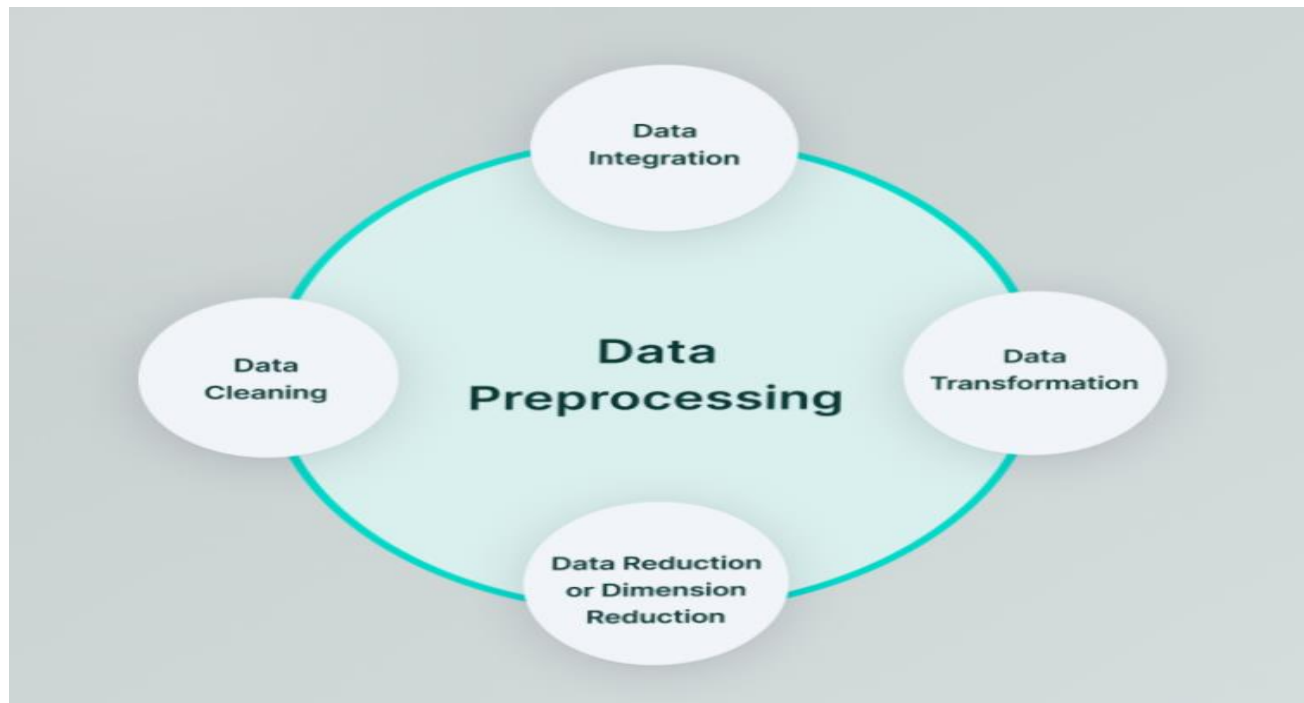 Data
Integration
Data
Cleaning
Data
Preprocessing
Data
Transformation
Data Reduction
or Dimension
Reduction